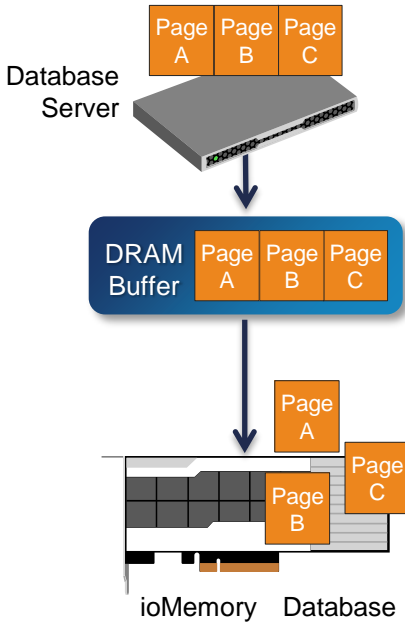 Page Page Page
A B C
Database
Server
DRAM
Buffer
Page Page Page
A B C
Page
A
Page
C
Page
B
ioMemory Database